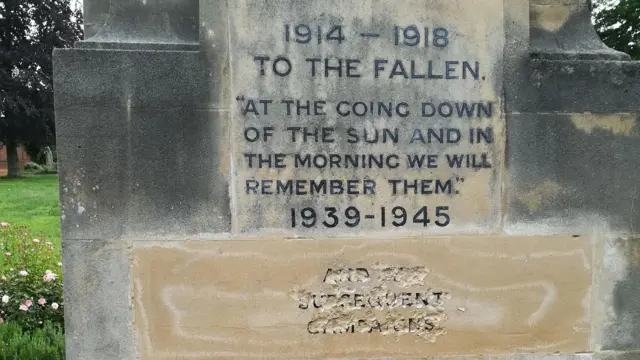 1914 – 1918
TO THE FALLEN.
"AT THE GOING DOWN
OF THE SUN AND IN
THE MORNING WE WILL
REMEMBER THEM."
1939-1945
AND FOR
SUBSEQUENT
CAMPAIGNS